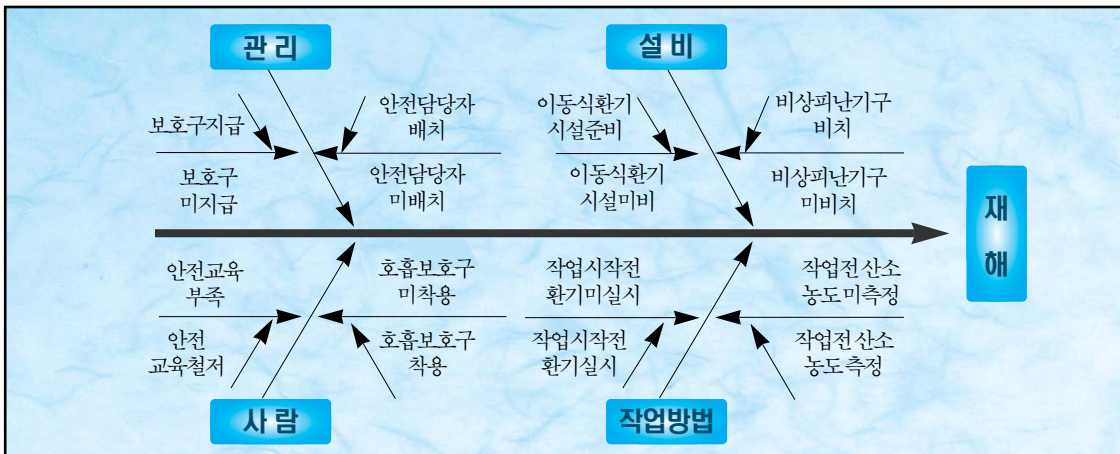 관 리
설 비
보호구지급
안전담당자
배치
이동식환기
시설준비
비상피난기구
비치
보호구
미지급
안전담당자
미배치
이동식환기
시설미비
비상피난기구
미비치
재
해
안전교육
부족
호흡보호구
미착용
작업시작전
환기미실시
작업전 산소
농도미측정
안전
교육철저
호흡보호구
착용
작업시작전
환기실시
작업전 산소
농도측정
사 람
작업방법